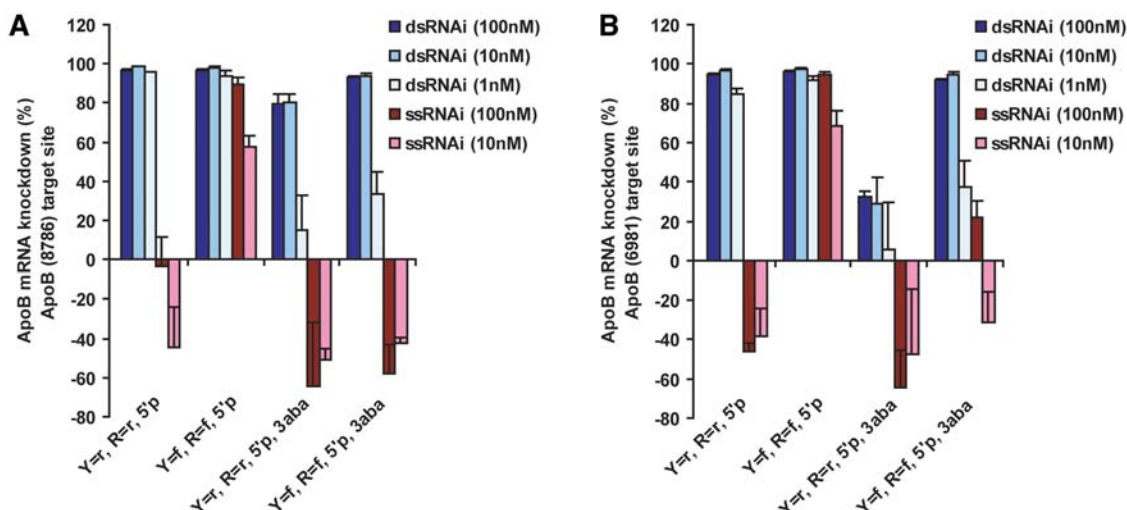 A
ApoB mRNA knockdown (%)
ApoB (8786) target site
120
100
80
60
40
20
0
-20
-40
-60
-80
dsRNAi (100nM)
dsRNAi (10nM)
dsRNAi (1nM)
ssRNAi (100nM)
ssRNAi (10nM)
Y=r, R=r, 5'p
Y=f, R=f, 5'p
Y=r, R=r, 5'p, 3aba
Y=f, R=f, 5'p, 3aba
B
ApoB mRNA knockdown (%)
ApoB (6981) target site
120
100
80
60
40
20
0
-20
-40
-60
-80
dsRNAi (100nM)
dsRNAi (10nM)
dsRNAi (1nM)
ssRNAi (100nM)
ssRNAi (10nM)
Y=r, R=r, 5'p
Y=f, R=f, 5'p
Y=r, R=r, 5'p, 3aba
Y=f, R=f, 5'p, 3aba